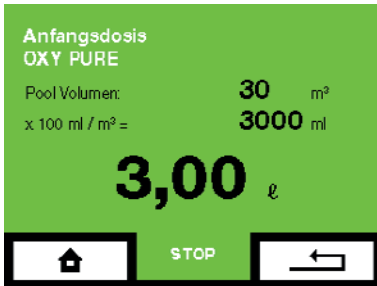 Anfangsdosis
OXY PURE
Pool Volumen: 30 m³
x 100 ml / m³ = 3000 ml
3,00 ℓ
STOP